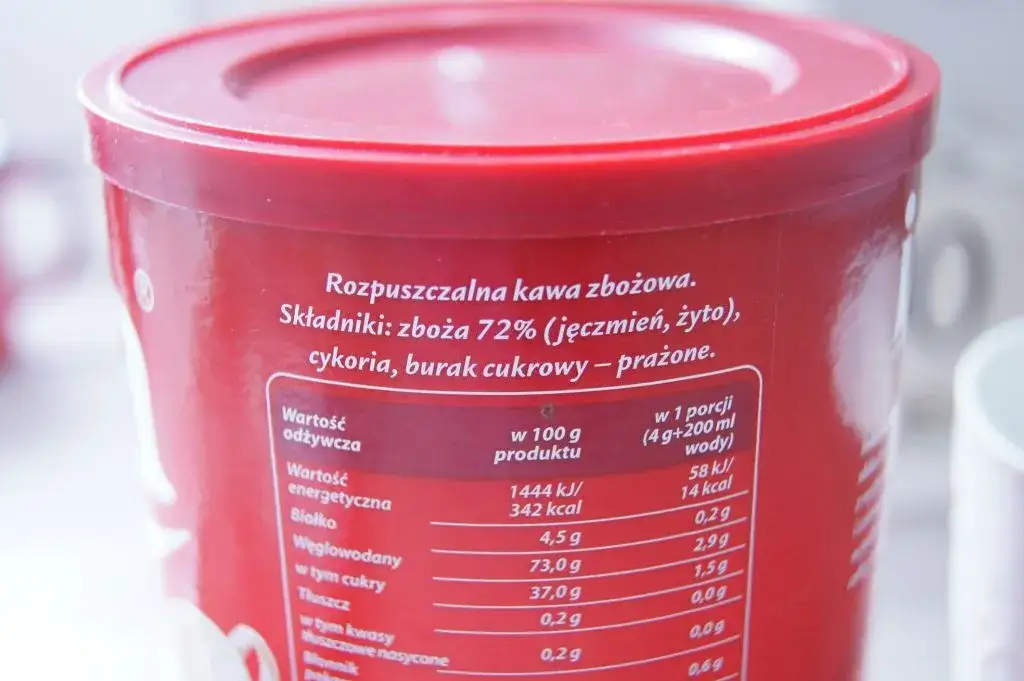 ®
Rozpuszczalna kawa zbożowa.
Składniki: zboża 72% (jęczmień, żyto),
cykoria, burak cukrowy – prażone.
Wartość odżywcza w 100 g produktu w 1 porcji (4 g+200 ml wody)
Wartość energetyczna 1444 kJ/ 342 kcal 58 kJ/ 14 kcal
Białko 4,5 g 0,2 g
Węglowodany 73,0 g 2,9 g
w tym cukry 37,0 g 1,5 g
Tłuszcz 0,2 g 0,0 g
w tym kwasy tłuszczowe nasycone 0,2 g 0,0 g
Błonnik 0,6 g